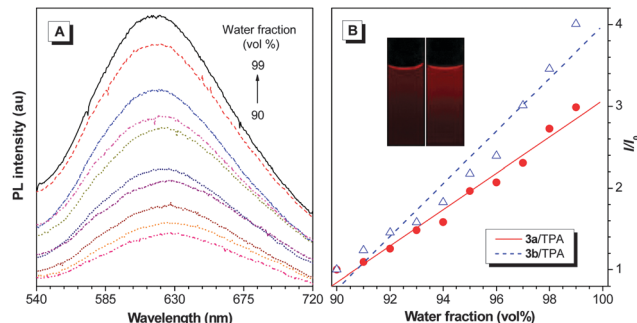 A
Water fraction
(vol %)
99
90
PL intensity (au)
540 585 630 675 720
Wavelength (nm)
B
4
3
2
1
I/I₀
3a/TPA
3b/TPA
90 92 94 96 98 100
Water fraction (vol%)